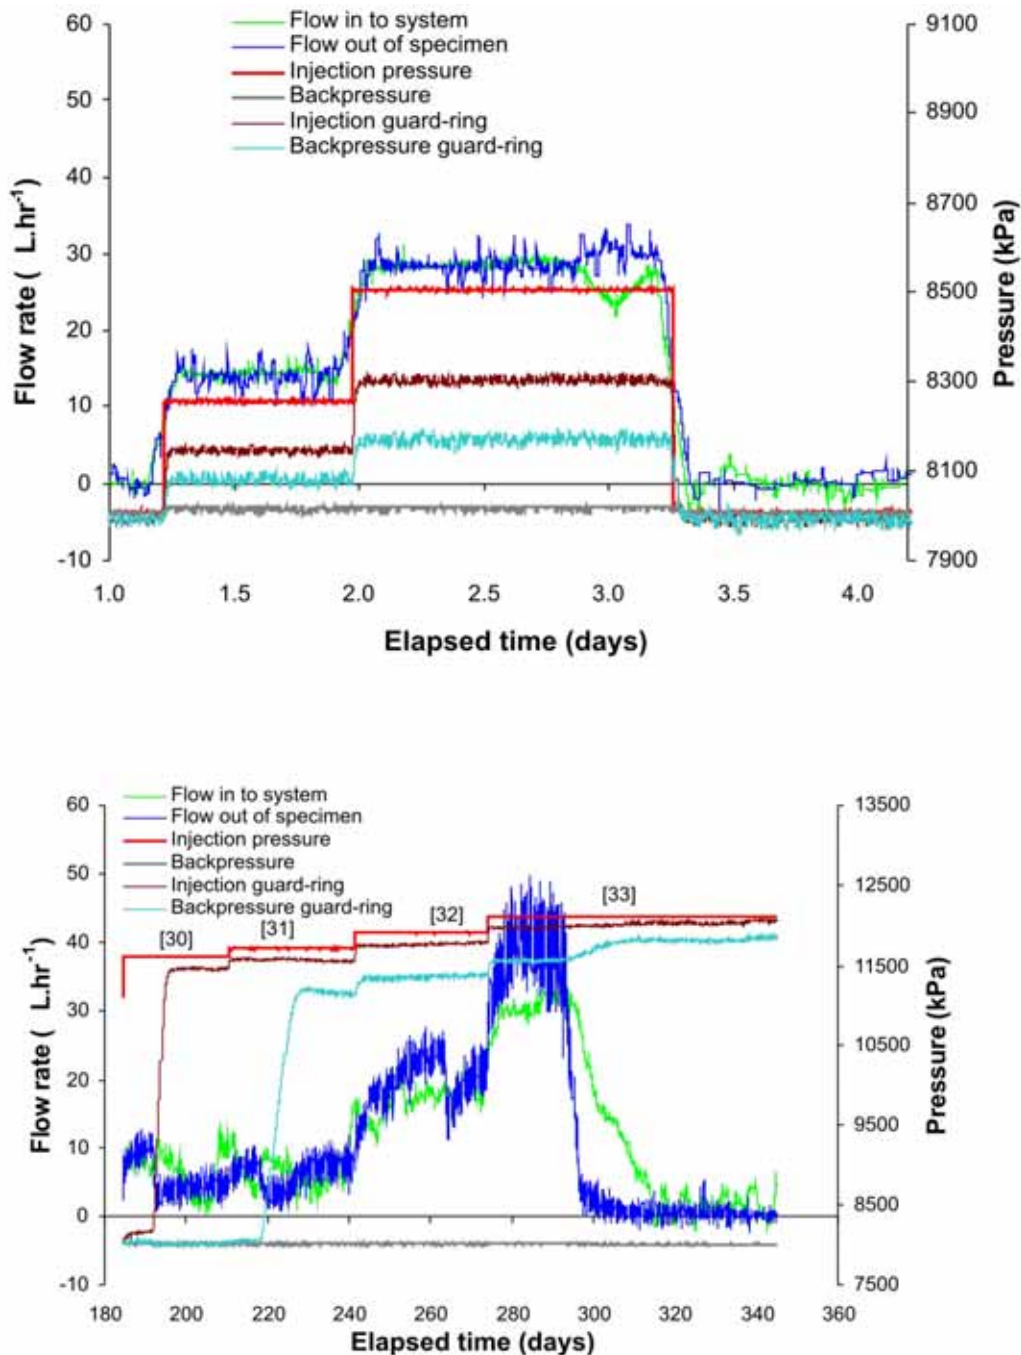 Flow in to system
Flow out of specimen
Injection pressure
Backpressure
Injection guard-ring
Backpressure guard-ring
60
50
40
30
20
10
0
-10
Flow rate ( L.hr-1)
9100
8900
8700
8500
8300
8100
7900
Pressure (kPa)
1.0 1.5 2.0 2.5 3.0 3.5 4.0
Elapsed time (days)
Flow in to system
Flow out of specimen
Injection pressure
Backpressure
Injection guard-ring
Backpressure guard-ring
[30] [31] [32] [33]
60
50
40
30
20
10
0
-10
Flow rate ( L.hr-1)
13500
12500
11500
10500
9500
8500
7500
Pressure (kPa)
180 200 220 240 260 280 300 320 340 360
Elapsed time (days)